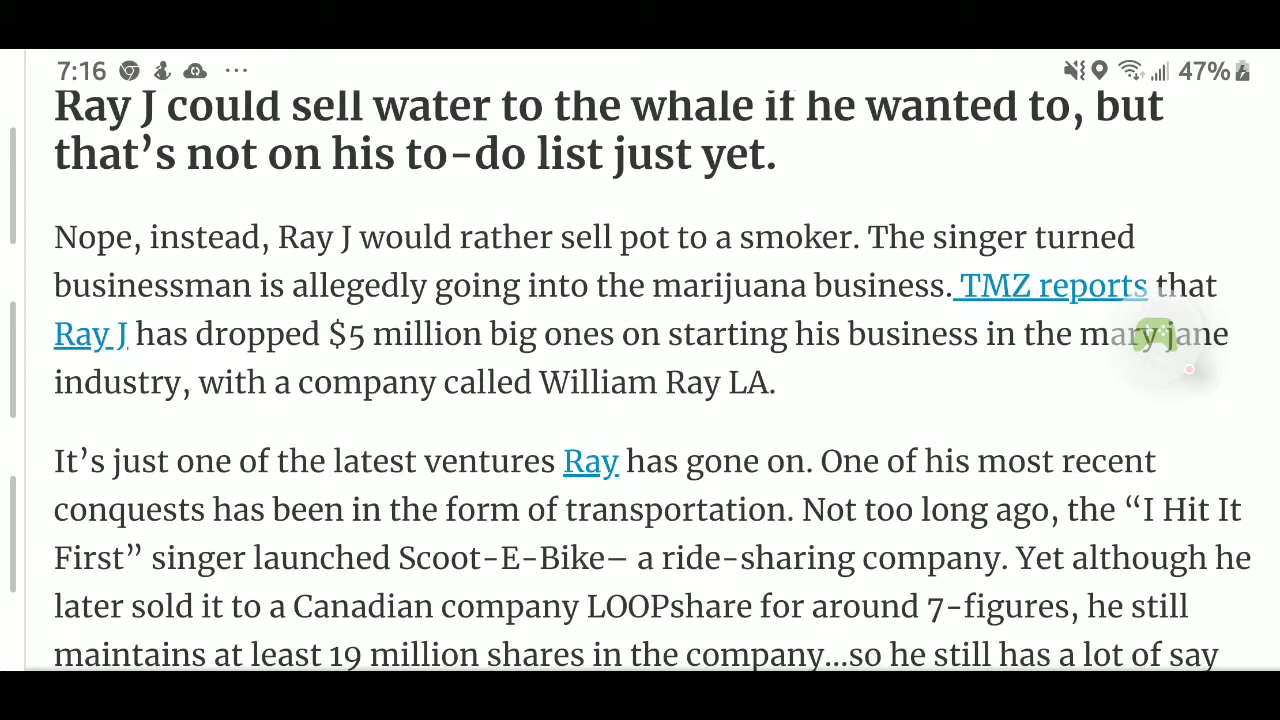 7:16 ... 47%
Ray J could sell water to the whale if he wanted to, but
that’s not on his to-do list just yet.
Nope, instead, Ray J would rather sell pot to a smoker. The singer turned
businessman is allegedly going into the marijuana business. TMZ reports that
Ray J has dropped $5 million big ones on starting his business in the mary jane
industry, with a company called William Ray LA.
It’s just one of the latest ventures Ray has gone on. One of his most recent
conquests has been in the form of transportation. Not too long ago, the “I Hit It
First” singer launched Scoot-E-Bike– a ride-sharing company. Yet although he
later sold it to a Canadian company LOOPshare for around 7-figures, he still
maintains at least 19 million shares in the company...so he still has a lot of say